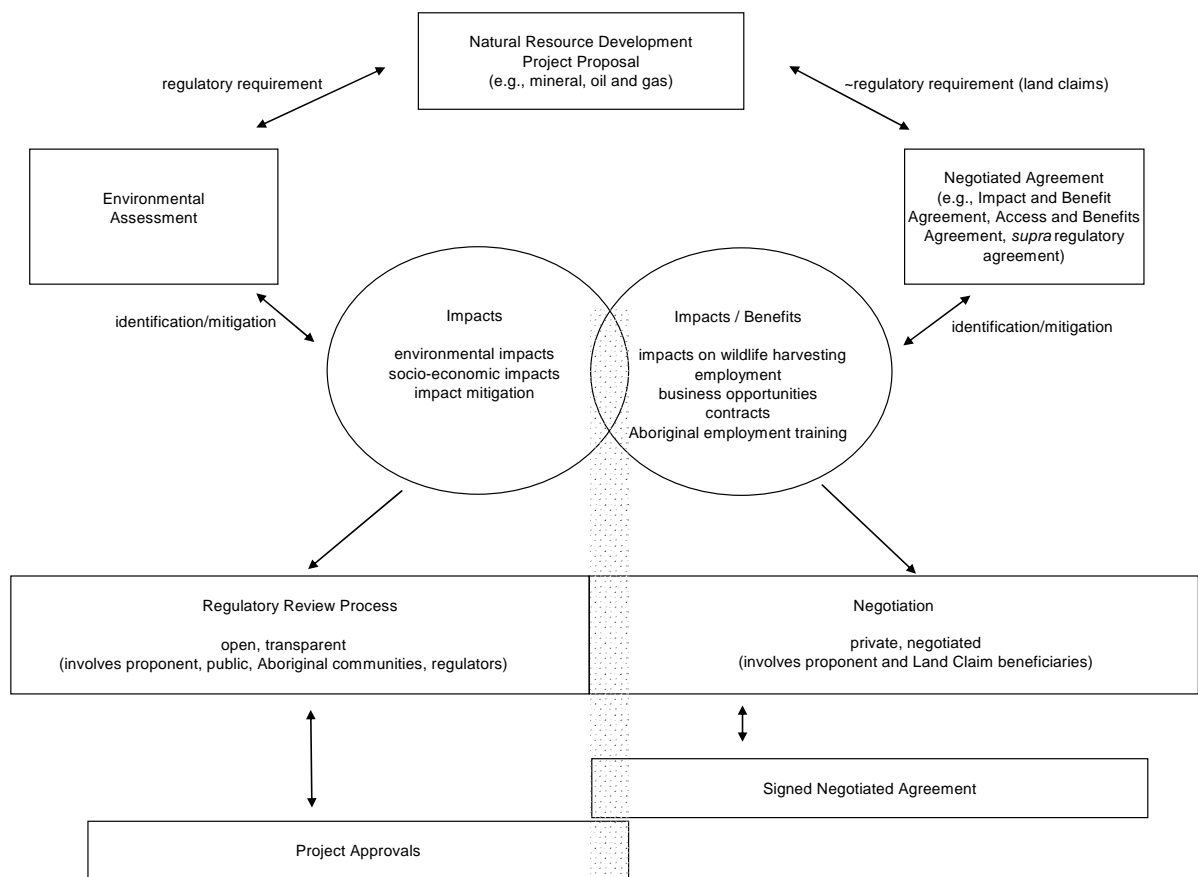 Natural Resource Development
Project Proposal
(e.g., mineral, oil and gas)
regulatory requirement
~regulatory requirement (land claims)
Environmental
Assessment
Negotiated Agreement
(e.g., Impact and Benefit
Agreement, Access and Benefits
Agreement, supra regulatory
agreement)
identification/mitigation
identification/mitigation
Impacts
environmental impacts
socio-economic impacts
impact mitigation
Impacts / Benefits
impacts on wildlife harvesting
employment
business opportunities
contracts
Aboriginal employment training
Regulatory Review Process
open, transparent
(involves proponent, public, Aboriginal communities, regulators)
Negotiation
private, negotiated
(involves proponent and Land Claim beneficiaries)
Signed Negotiated Agreement
Project Approvals